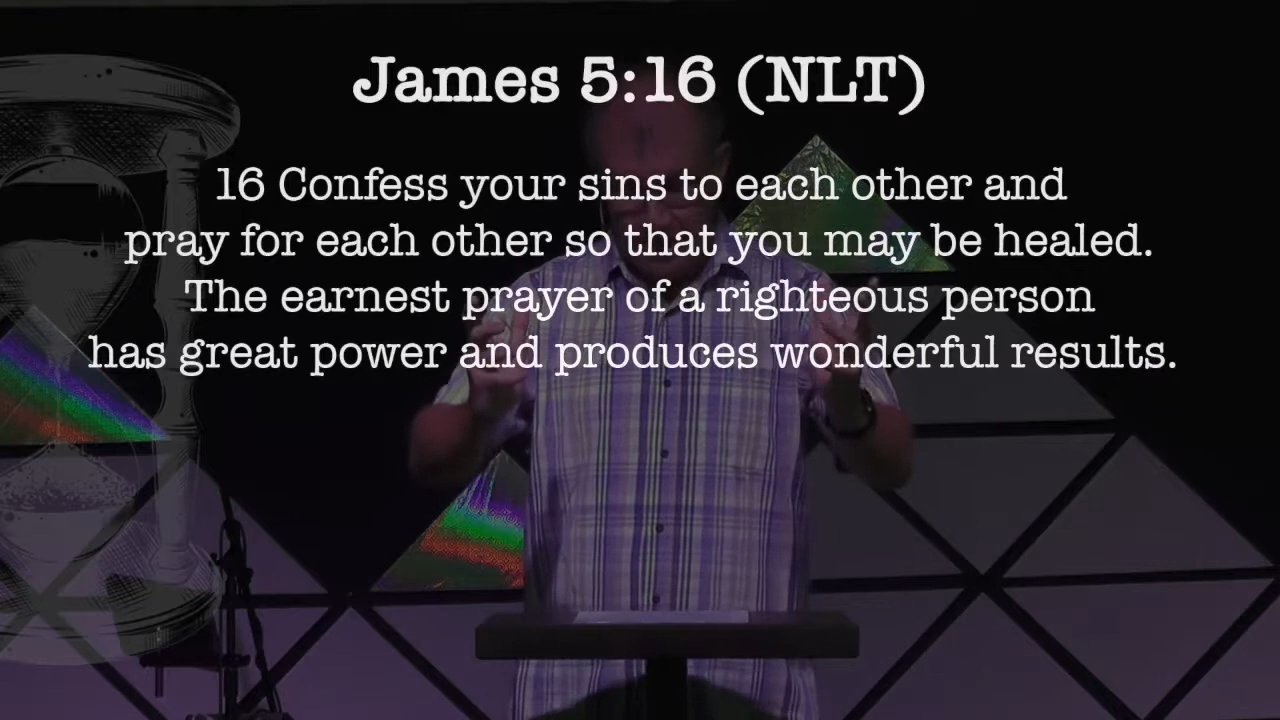 James 5:16 (NLT)
16 Confess your sins to each other and
pray for each other so that you may be healed.
The earnest prayer of a righteous person
has great power and produces wonderful results.